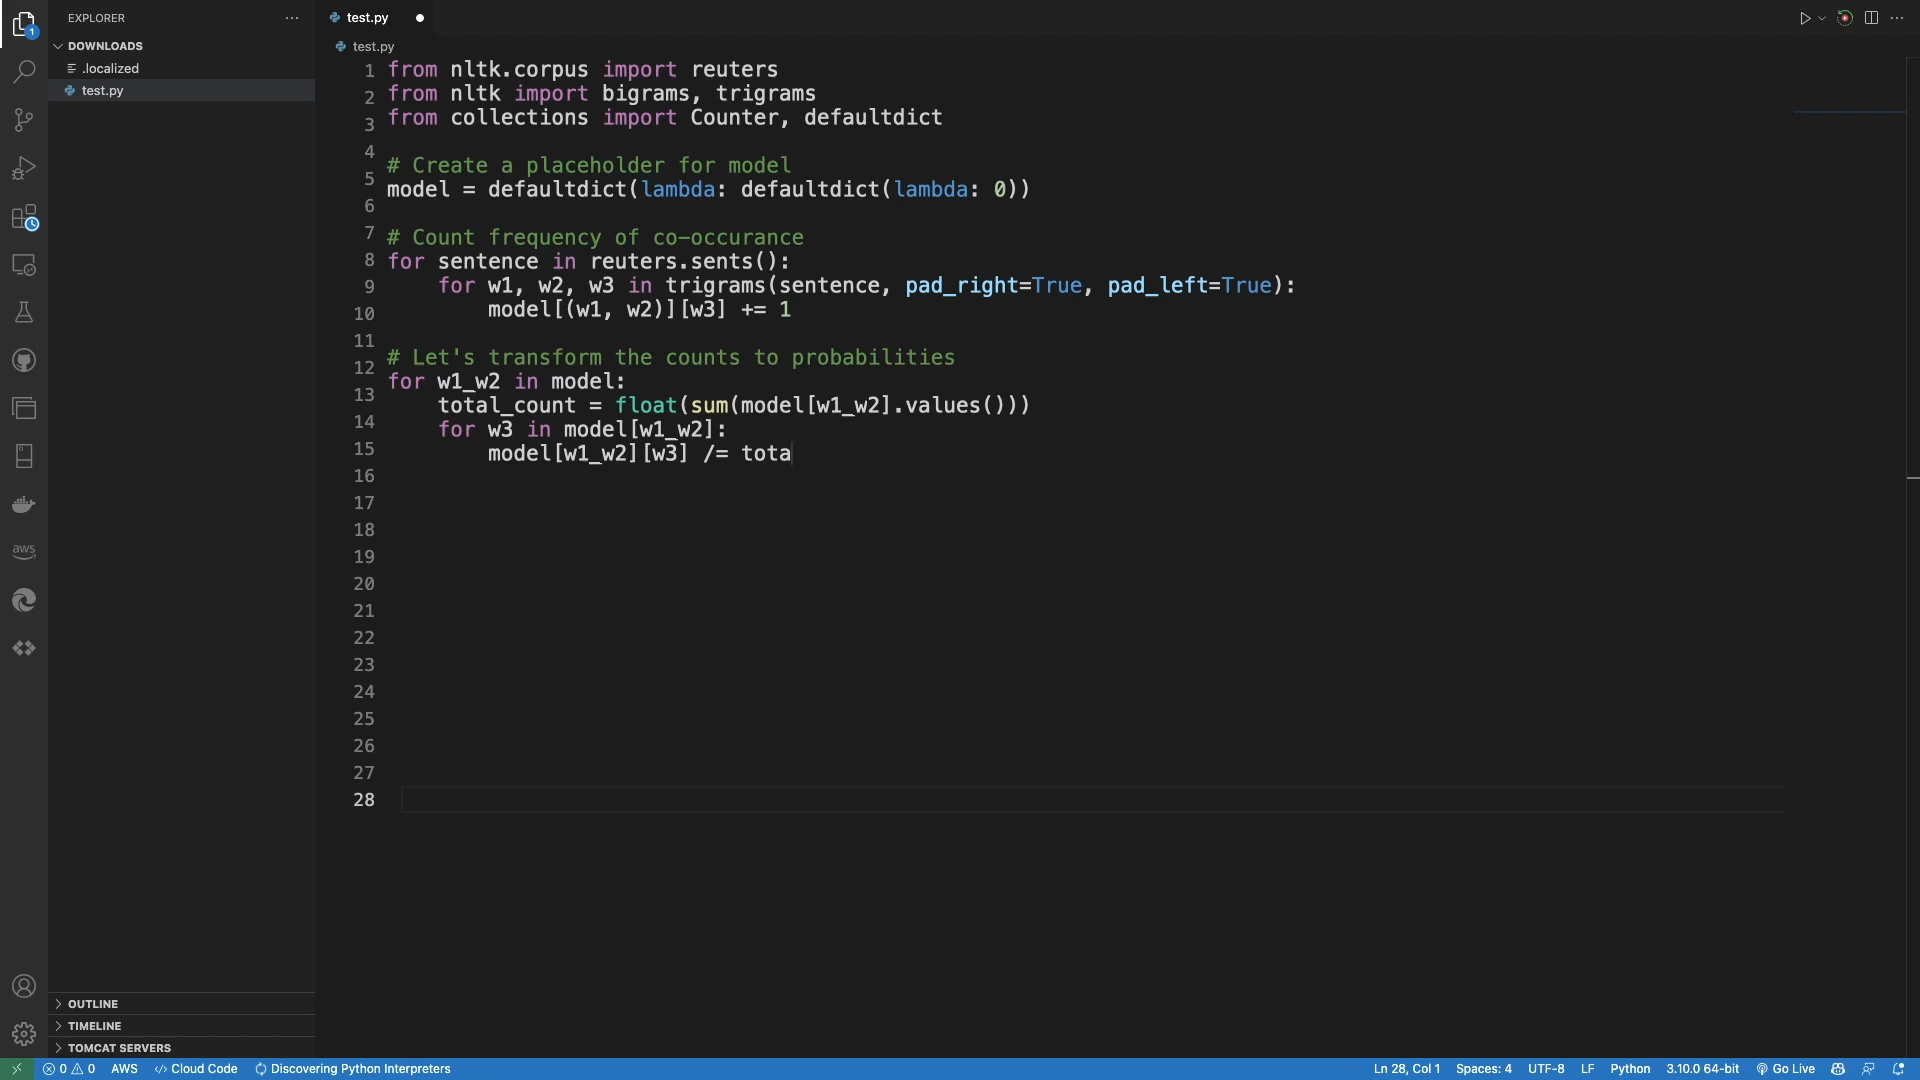 EXPLORER
test.py
1
DOWNLOADS
.localized
test.py
test.py
1 from nltk.corpus import reuters
2 from nltk import bigrams, trigrams
3 from collections import Counter, defaultdict
4
5 # Create a placeholder for model
6 model = defaultdict(lambda: defaultdict(lambda: 0))
7 # Count frequency of co-occurance
8 for sentence in reuters.sents():
9 for w1, w2, w3 in trigrams(sentence, pad_right=True, pad_left=True):
10 model[(w1, w2)][w3] += 1
11
12 # Let's transform the counts to probabilities
13 for w1_w2 in model:
14 total_count = float(sum(model[w1_w2].values()))
15 for w3 in model[w1_w2]:
16 model[w1_w2][w3] /= tota
17
18
19
20
21
22
23
24
25
26
27
28
aws
OUTLINE
TIMELINE
TOMCAT SERVERS
0 0 AWS Cloud Code Discovering Python Interpreters Ln 28, Col 1 Spaces: 4 UTF-8 LF Python 3.10.0 64-bit Go Live